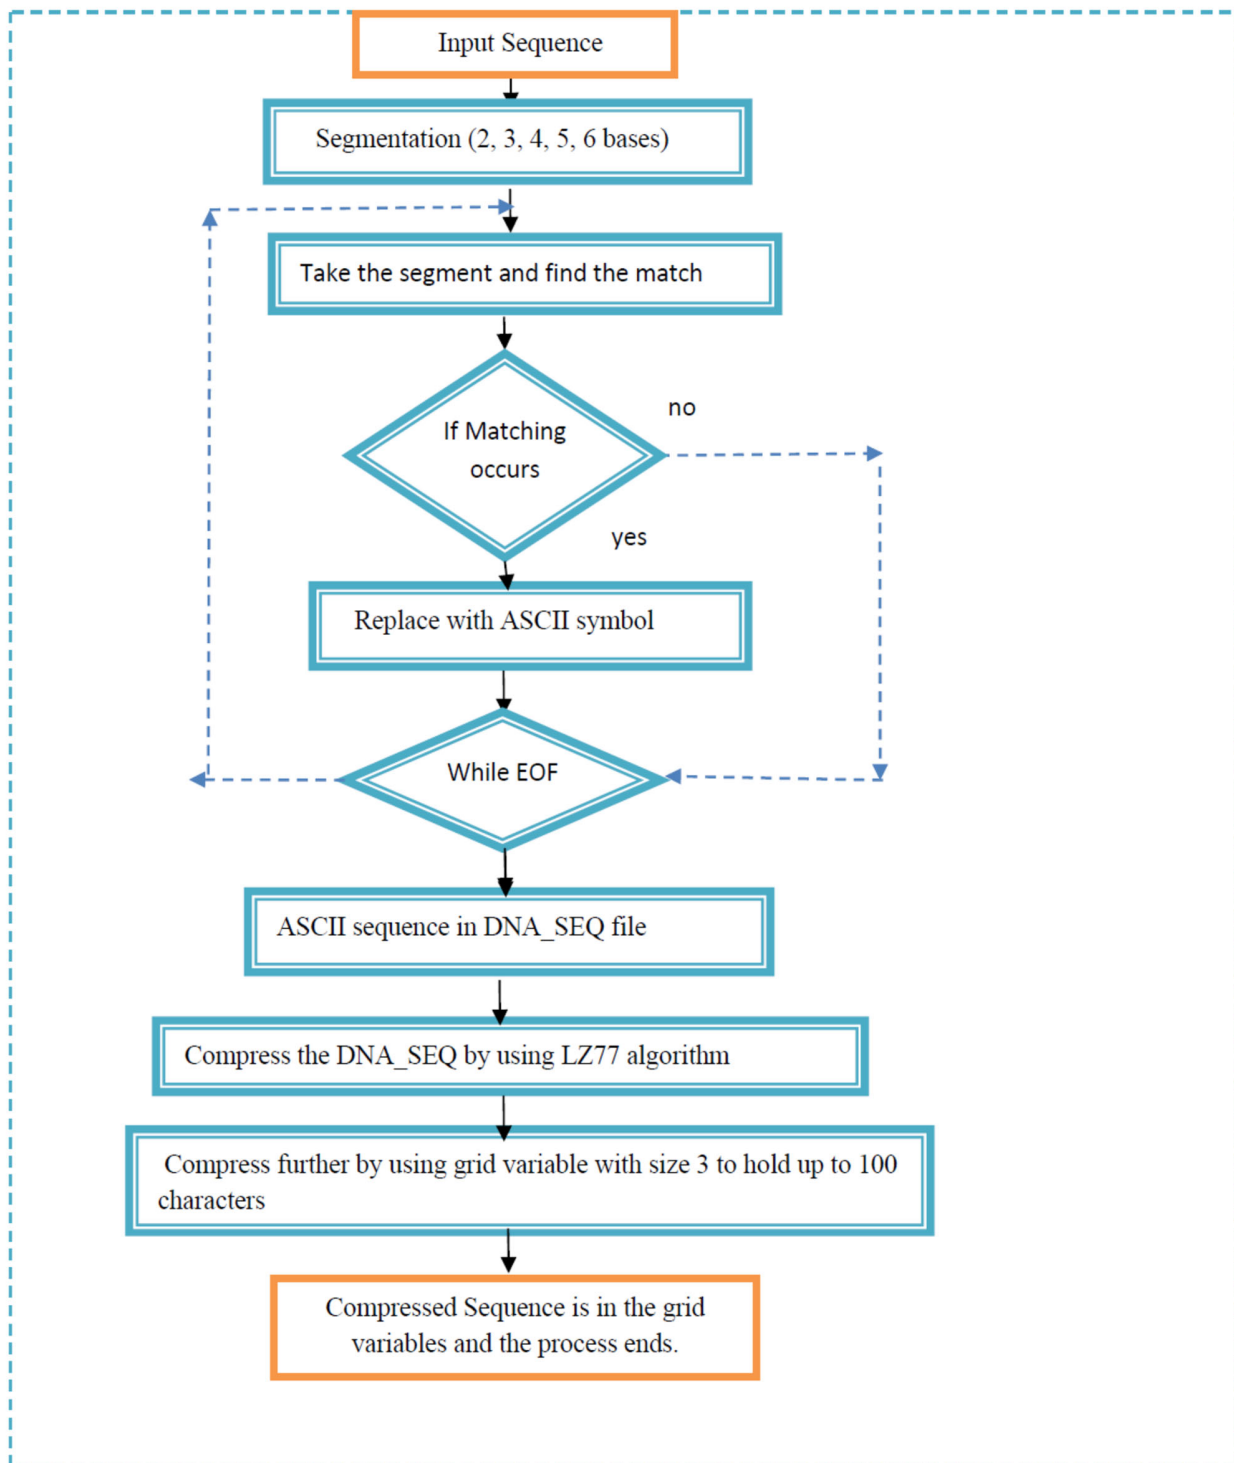 Input Sequence
Segmentation (2, 3, 4, 5, 6 bases)
Take the segment and find the match
no
If Matching
occurs
yes
Replace with ASCII symbol
While EOF
ASCII sequence in DNA_SEQ file
Compress the DNA_SEQ by using LZ77 algorithm
Compress further by using grid variable with size 3 to hold up to 100
characters
Compressed Sequence is in the grid
variables and the process ends.